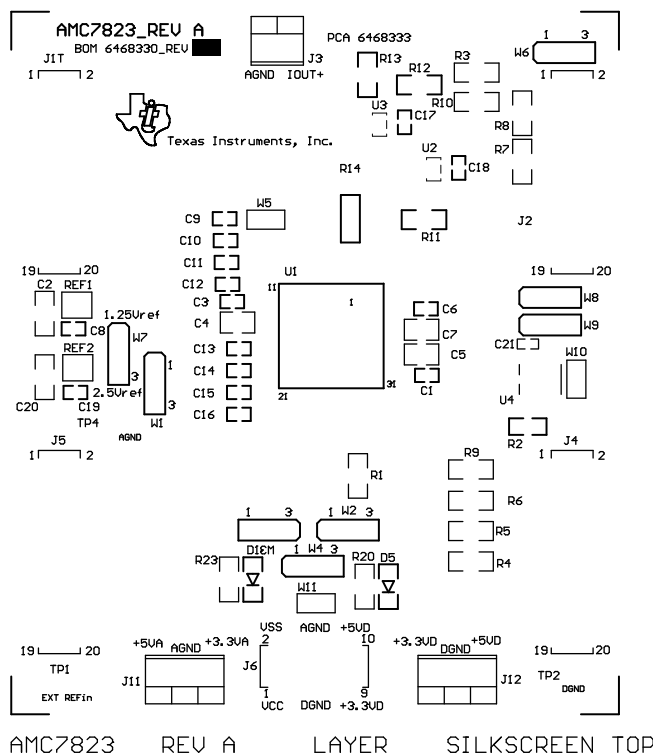 AMC7823_REV A
BOM 6468330_REV
PCA 6468333
J1T
1 2
J3
AGND IOUT+
R13
R12
R3
W6
1 3
1 2
R10
C17
U3
R8
R7
Texas Instruments, Inc.
U2
C18
R14
C9
W5
C10
R11
J2
C11
C12
U1
11
1
19 20
19 20
C2
REF1
C3
C4
C6
C7
W8
W9
1.25Vref
C8
W7
REF2
C13
C5
C21
W10
1
C14
3
C1
31
21
U4
2.5Vref
C20
C19
C15
TP4
W1
3
C16
R2
AGND
J5
1 2
J4
1 2
R9
R1
R6
R5
R4
1 3
1 W2 3
1 W4 3
R23
R20
D5
W11
VSS
AGND
+5VD
2 10
+5VA
AGND
+3.3VA
+3.3VD
DGND
+5VD
19 20
19 20
TP1
J6
J11
J12
TP2
DGND
EXT REFin
1 9
VCC
DGND
+3.3VD
AMC7823 REV A LAYER SILKSCREEN TOP